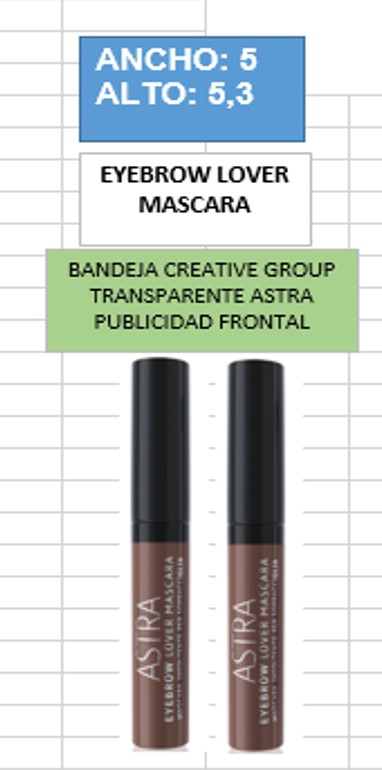 ANCHO: 5
ALTO: 5,3
EYEBROW LOVER
MASCARA
BANDEJA CREATIVE GROUP
TRANSPARENTE ASTRA
PUBLICIDAD FRONTAL
ASTRA
EYEBROW LOVER MASCARA
ASTRA
EYEBROW LOVER MASCARA